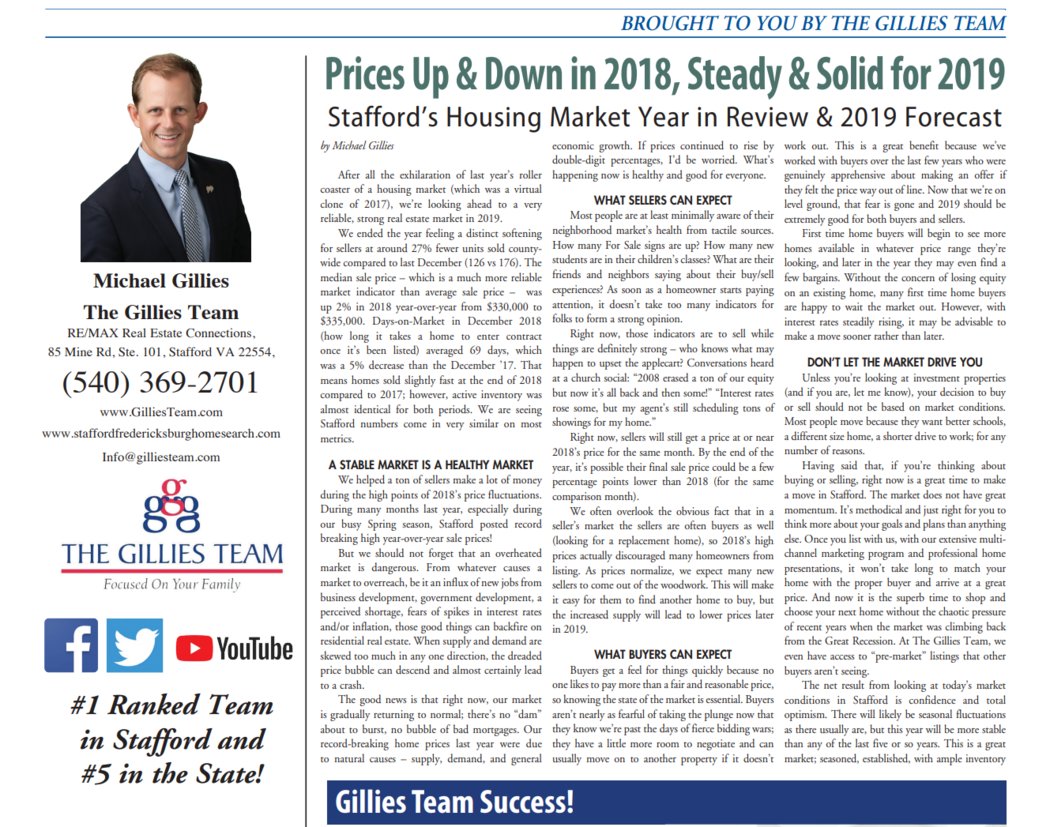 BROUGHT TO YOU BY THE GILLIES TEAM
Michael Gillies
The Gillies Team
RE/MAX Real Estate Connections,
85 Mine Rd, Ste. 101, Stafford VA 22554,
(540) 369-2701
www.GilliesTeam.com
www.staffordfredericksburghomesearch.com
Info@gilliesteam.com
ggg
THE GILLIES TEAM
Focused On Your Family
f
YouTube
#1 Ranked Team
in Stafford and
#5 in the State!
Prices Up & Down in 2018, Steady & Solid for 2019
Stafford's Housing Market Year in Review & 2019 Forecast
by Michael Gillies
After all the exhilaration of last year's roller
coaster of a housing market (which was a virtual
clone of 2017), we're looking ahead to a very
reliable, strong real estate market in 2019.
We ended the year feeling a distinct softening
for sellers at around 27% fewer units sold county-
wide compared to last December (126 vs 176). The
median sale price – which is a much more reliable
market indicator than average sale price – was
up 2% in 2018 year-over-year from $330,000 to
$335,000. Days-on-Market in December 2018
(how long it takes a home to enter contract
once it's been listed) averaged 69 days, which
was a 5% decrease than the December '17. That
means homes sold slightly fast at the end of 2018
compared to 2017; however, active inventory was
almost identical for both periods. We are seeing
Stafford numbers come in very similar on most
metrics.
A STABLE MARKET IS A HEALTHY MARKET
We helped a ton of sellers make a lot of money
during the high points of 2018's price fluctuations.
During many months last year, especially during
our busy Spring season, Stafford posted record
breaking high year-over-year sale prices!
But we should not forget that an overheated
market is dangerous. From whatever causes a
market to overreach, be it an influx of new jobs from
business development, government development, a
perceived shortage, fears of spikes in interest rates
and/or inflation, those good things can backfire on
residential real estate. When supply and demand are
skewed too much in any one direction, the dreaded
price bubble can descend and almost certainly lead
to a crash.
The good news is that right now, our market
is gradually returning to normal; there's no "dam"
about to burst, no bubble of bad mortgages. Our
record-breaking home prices last year were due
to natural causes – supply, demand, and general
economic growth. If prices continued to rise by
double-digit percentages, I'd be worried. What's
happening now is healthy and good for everyone.
WHAT SELLERS CAN EXPECT
Most people are at least minimally aware of their
neighborhood market's health from tactile sources.
How many For Sale signs are up? How many new
students are in their children's classes? What are their
friends and neighbors saying about their buy/sell
experiences? As soon as a homeowner starts paying
attention, it doesn't take too many indicators for
folks to form a strong opinion.
Right now, those indicators are to sell while
things are definitely strong – who knows what may
happen to upset the applecart? Conversations heard
at a church social: "2008 erased a ton of our equity
but now it's all back and then some!" "Interest rates
rose some, but my agent's still scheduling tons of
showings for my home."
Right now, sellers will still get a price at or near
2018's price for the same month. By the end of the
year, it's possible their final sale price could be a few
percentage points lower than 2018 (for the same
comparison month).
We often overlook the obvious fact that in a
seller's market the sellers are often buyers as well
(looking for a replacement home), so 2018's high
prices actually discouraged many homeowners from
listing. As prices normalize, we expect many new
sellers to come out of the woodwork. This will make
it easy for them to find another home to buy, but
the increased supply will lead to lower prices later
in 2019.
WHAT BUYERS CAN EXPECT
Buyers get a feel for things quickly because no
one likes to pay more than a fair and reasonable price,
so knowing the state of the market is essential. Buyers
aren't nearly as fearful of taking the plunge now that
they know we're past the days of fierce bidding wars;
they have a little more room to negotiate and can
usually move on to another property if it doesn't
work out. This is a great benefit because we've
worked with buyers over the last few years who were
genuinely apprehensive about making an offer if
they felt the price way out of line. Now that we're on
level ground, that fear is gone and 2019 should be
extremely good for both buyers and sellers.
First time home buyers will begin to see more
homes available in whatever price range they're
looking, and later in the year they may even find a
few bargains. Without the concern of losing equity
on an existing home, many first time home buyers
are happy to wait the market out. However, with
interest rates steadily rising, it may be advisable to
make a move sooner rather than later.
DON'T LET THE MARKET DRIVE YOU
Unless you're looking at investment properties
(and if you are, let me know), your decision to buy
or sell should not be based on market conditions.
Most people move because they want better schools,
a different size home, a shorter drive to work; for any
number of reasons.
Having said that, if you're thinking about
buying or selling, right now is a great time to make
a move in Stafford. The market does not have great
momentum. It's methodical and just right for you to
think more about your goals and plans than anything
else. Once you list with us, with our extensive multi-
channel marketing program and professional home
presentations, it won't take long to match your
home with the proper buyer and arrive at a great
price. And now it is the superb time to shop and
choose your next home without the chaotic pressure
of recent years when the market was climbing back
from the Great Recession. At The Gillies Team, we
even have access to "pre-market" listings that other
buyers aren't seeing.
The net result from looking at today's market
conditions in Stafford is confidence and total
optimism. There will likely be seasonal fluctuations
as there usually are, but this year will be more stable
than any of the last five or so years. This is a great
market; seasoned, established, with ample inventory
Gillies Team Success!